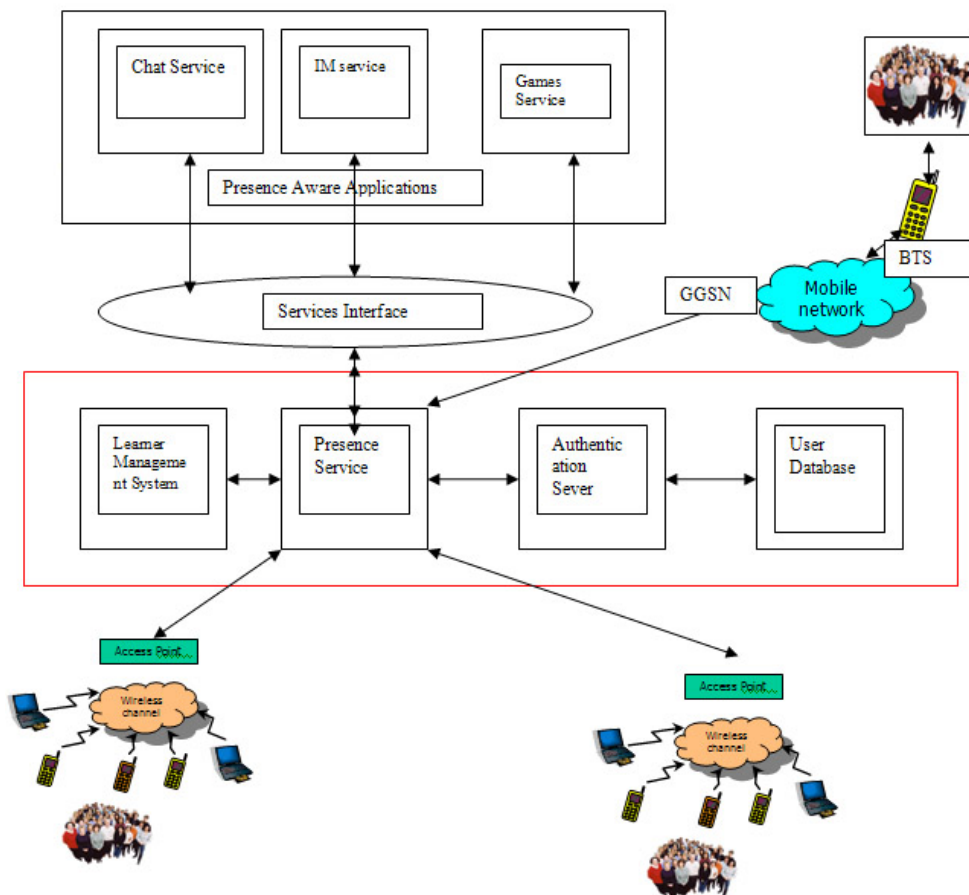 Chat Service
IM service
Games
Service
Presence Aware Applications
BTS
GGSN
Mobile
network
Services Interface
Learner
Manageme
nt System
Presence
Service
Authentic
ation
Sever
User
Database
Access Point
Wireless
channel
Access Point
Wireless
channel